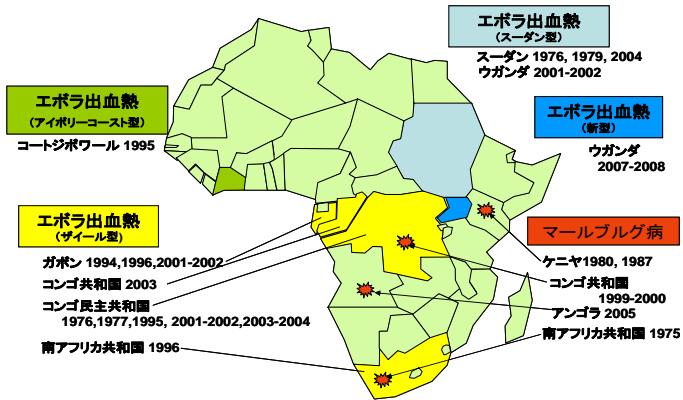 エボラ出血熱
(スーダン型)
スーダン 1976, 1979, 2004
ウガンダ 2001-2002
エボラ出血熱
(アイボリーコースト型)
コートジボワール 1995
エボラ出血熱
(新型)
ウガンダ
2007-2008
エボラ出血熱
(ザイール型)
ガボン 1994,1996,2001-2002
コンゴ共和国 2003
コンゴ民主共和国
1976,1977,1995, 2001-2002,2003-2004
南アフリカ共和国 1996
マールブルグ病
ケニヤ1980, 1987
コンゴ共和国
1999-2000
アンゴラ 2005
南アフリカ共和国 1975